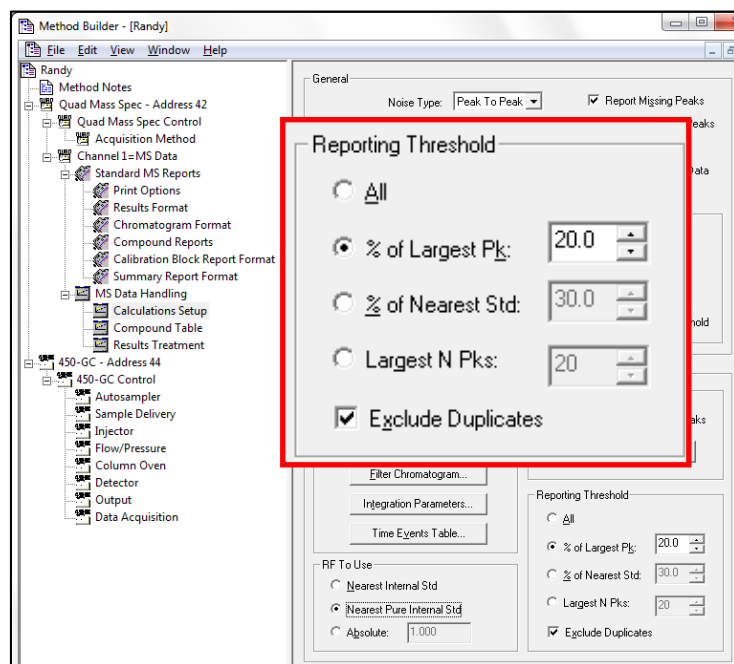 Method Builder - [Randy]
File Edit View Window Help
Randy
Method Notes
Quad Mass Spec - Address 42
Quad Mass Spec Control
Acquisition Method
Channel 1=MS Data
Standard MS Reports
Print Options
Results Format
Chromatogram Format
Compound Reports
Calibration Block Report Format
Summary Report Format
MS Data Handling
Calculations Setup
Compound Table
Results Treatment
450-GC - Address 44
450-GC Control
Autosampler
Sample Delivery
Injector
Flow/Pressure
Column Oven
Detector
Output
Data Acquisition
General
Noise Type: Peak To Peak
Report Missing Peaks
Reporting Threshold
All
% of Largest Pk: 20.0
% of Nearest Std: 30.0
Largest N Pks: 20
Exclude Duplicates
Filter Chromatogram...
Integration Parameters...
Time Events Table...
RF To Use
Nearest Internal Std
Nearest Pure Internal Std
Absolute: 1.000
Reporting Threshold
All
% of Largest Pk: 20.0
% of Nearest Std: 30.0
Largest N Pks: 20
Exclude Duplicates